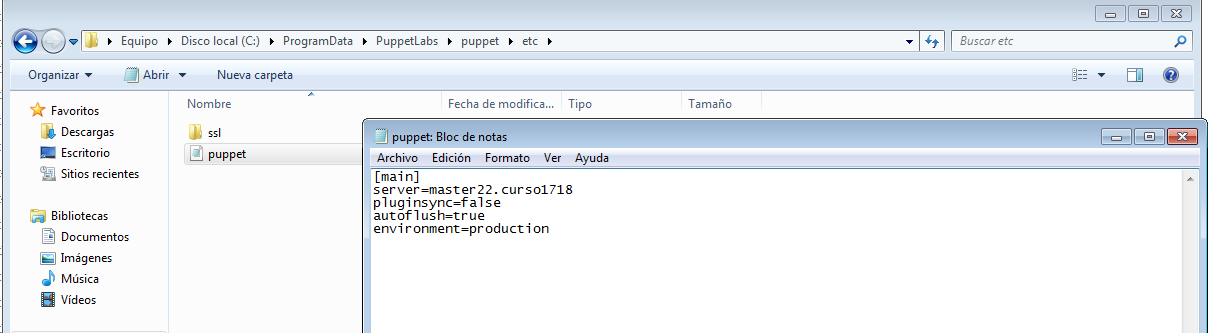 Equipo ▸ Disco local (C:) ▸ ProgramData ▸ PuppetLabs ▸ puppet ▸ etc ▸
Buscar etc
Organizar Abrir Nueva carpeta
Nombre Fecha de modifica... Tipo Tamaño
Favoritos
Descargas
Escritorio
Sitios recientes
Bibliotecas
Documentos
Imágenes
Música
Vídeos
ssl
puppet
puppet: Bloc de notas
Archivo Edición Formato Ver Ayuda
[main]
server=master22.curso1718
pluginsync=false
autoflush=true
environment=production